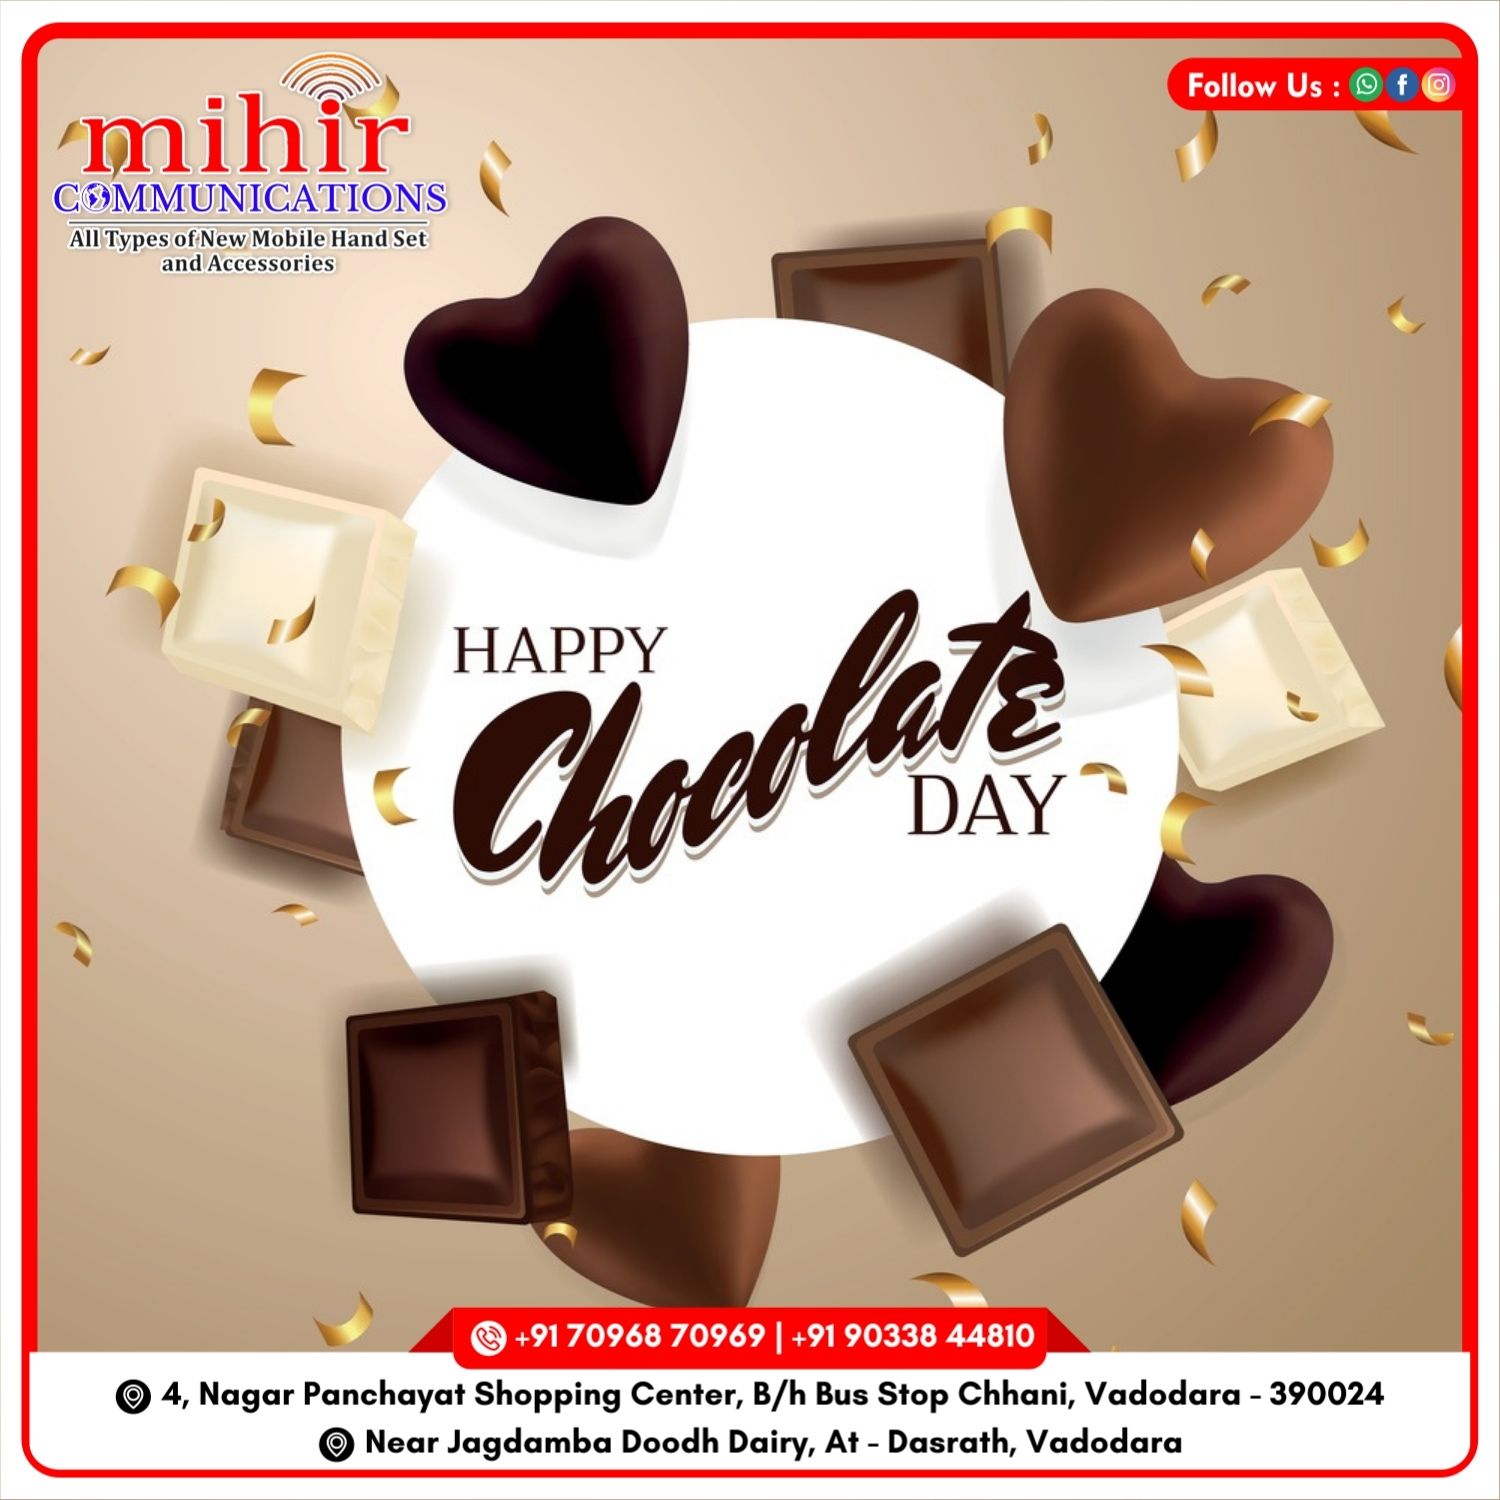 mihir
COMMUNICATIONS
All Types of New Mobile Hand Set
and Accessories
Follow Us :
HAPPY
Chocolate
DAY
+91 70968 70969 | +91 90338 44810
4, Nagar Panchayat Shopping Center, B/h Bus Stop Chhani, Vadodara - 390024
Near Jagdamba Doodh Dairy, At - Dasrath, Vadodara